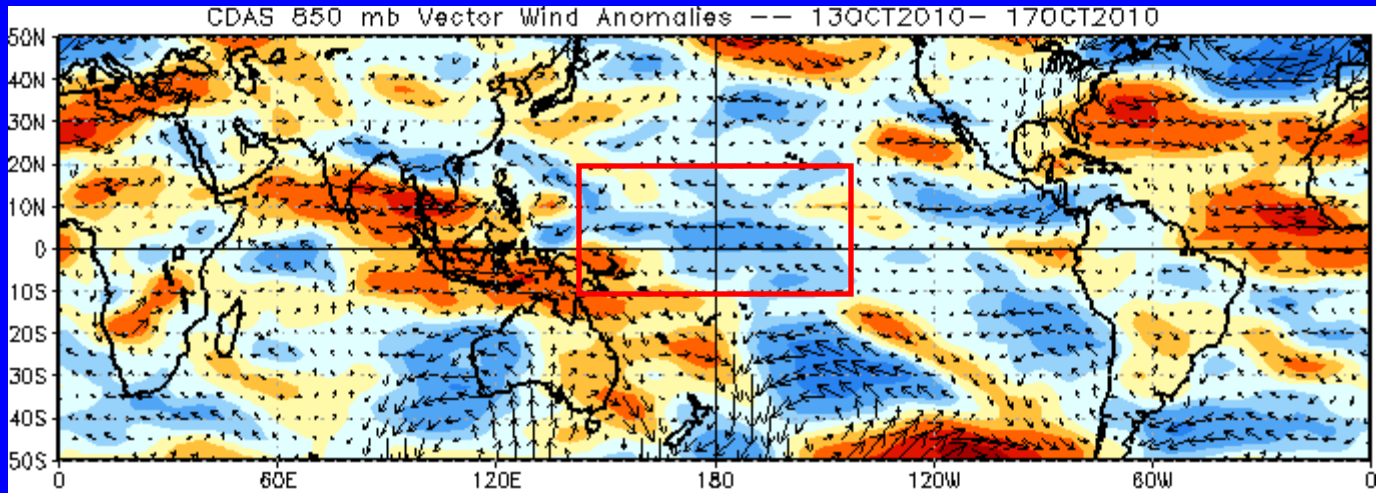 CDAS 850 mb Vector Wind Anomalies -- 13OCT2010- 17OCT2010
50N
40N
30N
20N
10N
0
10S
20S
30S
40S
50S
0 60E 120E 180 120W 60W 0